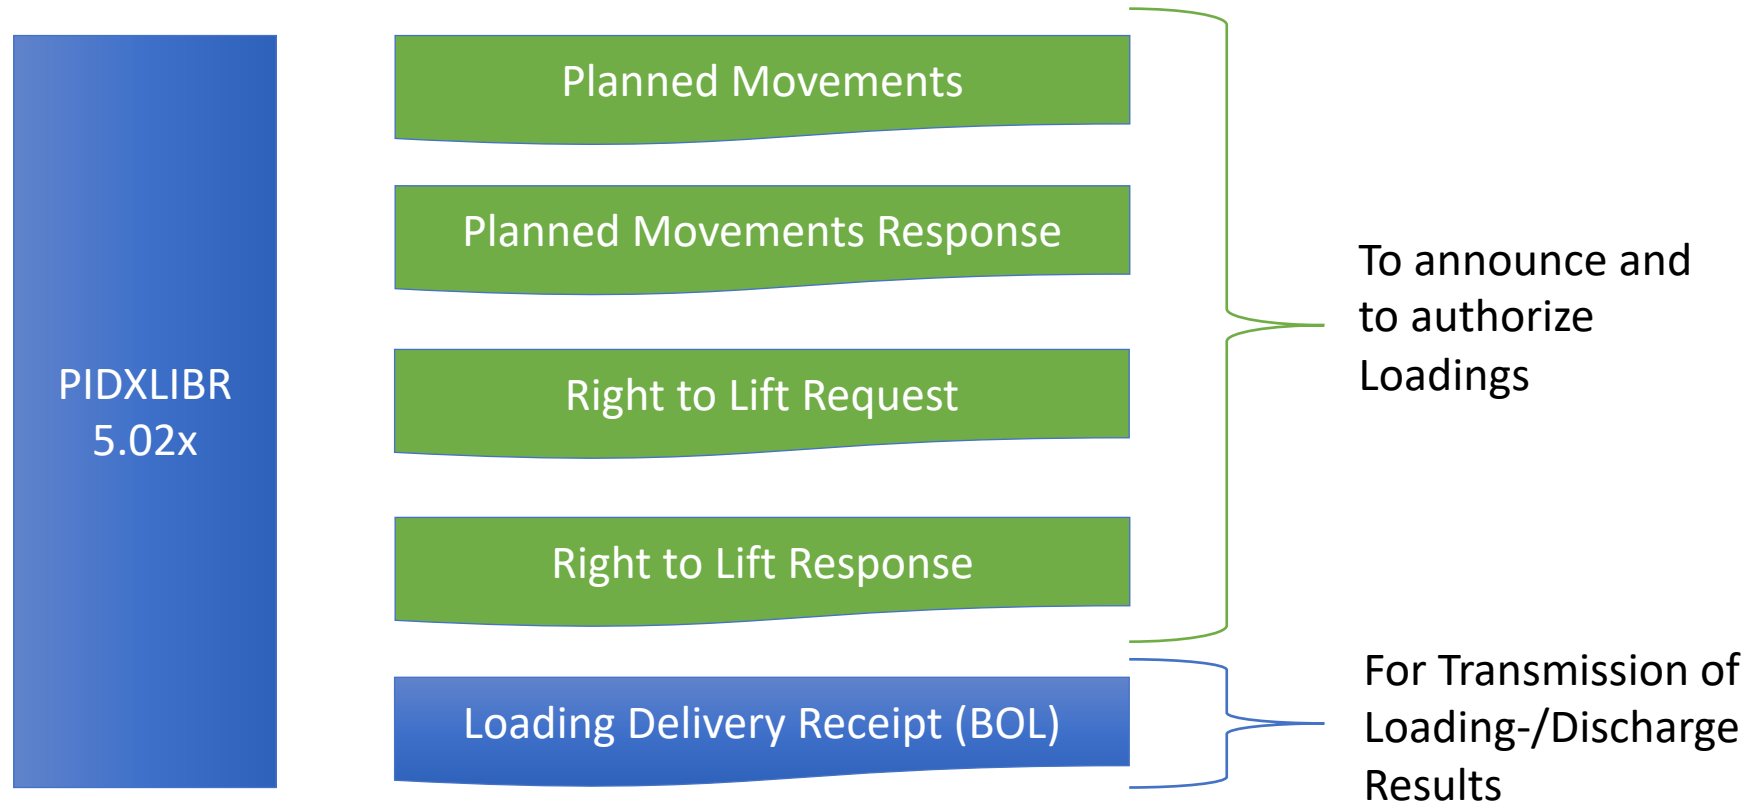 PIDXLIBR
5.02x
Planned Movements
Planned Movements Response
Right to Lift Request
Right to Lift Response
Loading Delivery Receipt (BOL)
To announce and
to authorize
Loadings
For Transmission of
Loading-/Discharge
Results